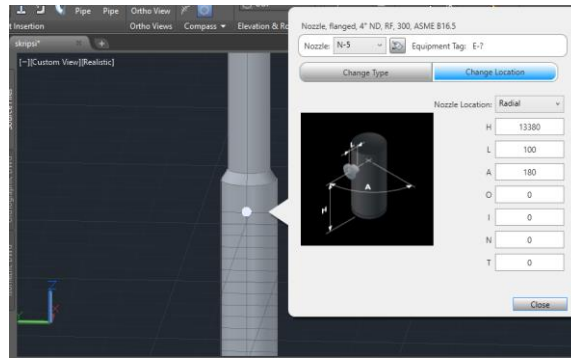 Pipe Pipe Ortho View
t Insertion Ortho Views Compass Elevation & Ro
skripsi*
[-][Custom View][Realistic]
Nozzle, flanged, 4" ND, RF, 300, ASME B16.5
Nozzle: N-5 Equipment Tag: E-7
Change Type Change Location
Nozzle Location: Radial
H 13380
L 100
A 180
O 0
I 0
N 0
T 0
L
A
H
Z
Close